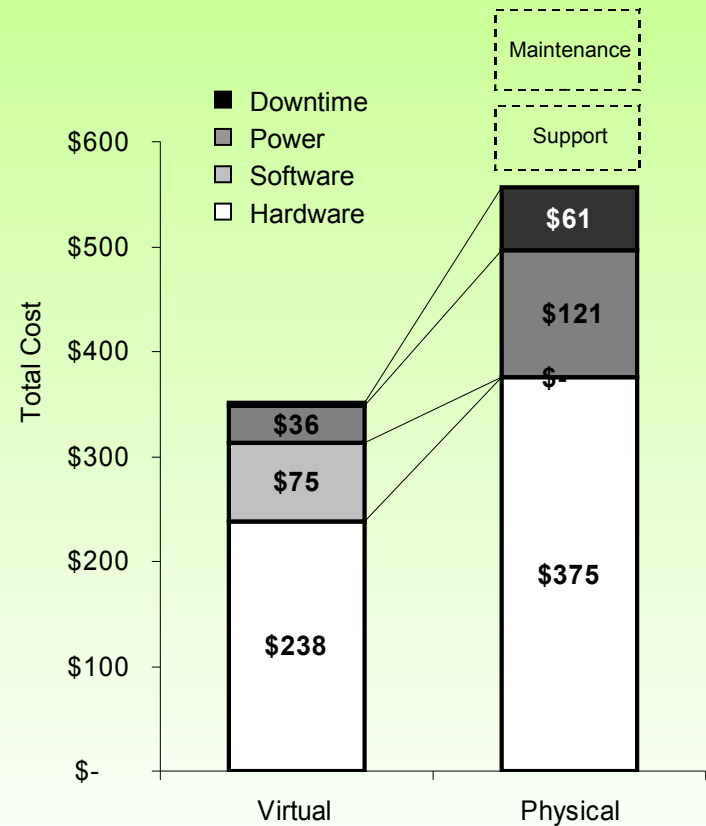 Maintenance
Support
Downtime
Power
Software
Hardware
Total Cost
$600
$500
$400
$300
$200
$100
$-
$36
$75
$238
$61
$121
$-
$375
Virtual
Physical